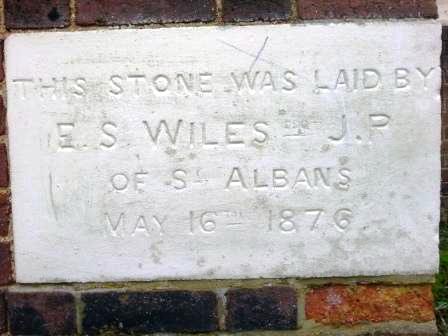 THIS STONE WAS LAID BY
E. S. WILES J.P
OF ST ALBANS
MAY 16TH 1876